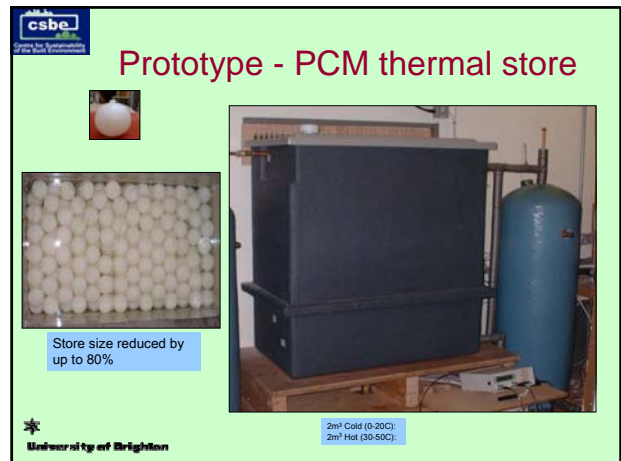 csbe
Centre for Sustainability
of the Built Environment
Prototype - PCM thermal store
Store size reduced by
up to 80%
2m³ Cold (0-20C):
2m³ Hot (30-50C):
University of Brighton